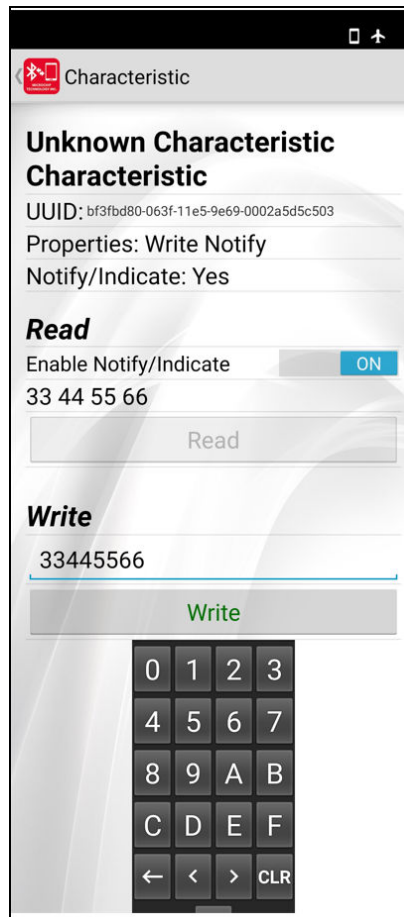 Characteristic
Unknown Characteristic
Characteristic
UUID: bf3fbd80-063f-11e5-9e69-0002a5d5c503
Properties: Write Notify
Notify/Indicate: Yes
Read
Enable Notify/Indicate ON
33 44 55 66
Read
Write
33445566
Write
0 1 2 3
4 5 6 7
8 9 A B
C D E F
← < > CLR